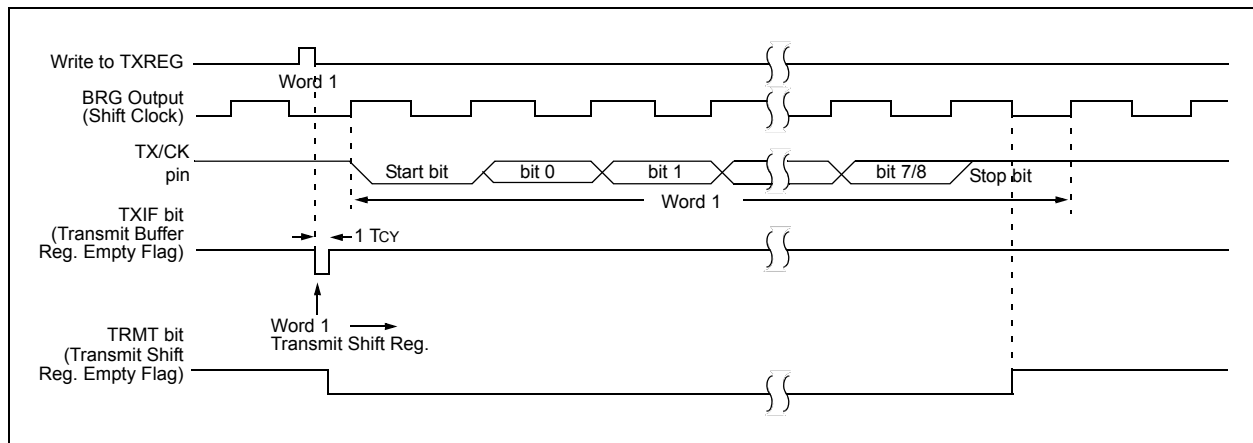 Write to TXREG
Word 1
BRG Output
(Shift Clock)
TX/CK
pin
Start bit
bit 0
bit 1
bit 7/8
Stop bit
Word 1
TXIF bit
(Transmit Buffer
Reg. Empty Flag)
1 TCY
Word 1
Transmit Shift Reg.
TRMT bit
(Transmit Shift
Reg. Empty Flag)